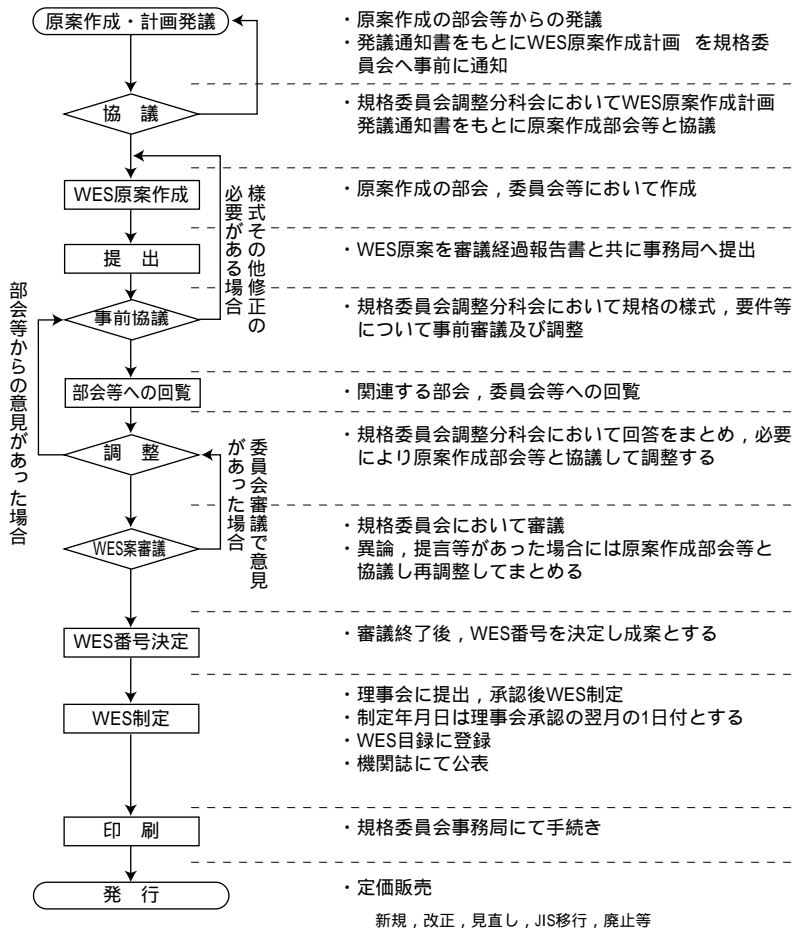 原案作成・計画発議
・原案作成の部会等からの発議
・発議通知書をもとにWES原案作成計画 を規格委
員会へ事前に通知
協 議
・規格委員会調整分科会においてWES原案作成計画
発議通知書をもとに原案作成部会等と協議
WES原案作成
・原案作成の部会，委員会等において作成
様式その他修正の
必要がある場合
提 出
・WES原案を審議経過報告書と共に事務局へ提出
事前協議
・規格委員会調整分科会において規格の様式，要件等
について事前審議及び調整
部会等からの意見があった場合
部会等への回覧
・関連する部会，委員会等への回覧
調 整
・規格委員会調整分科会において回答をまとめ，必要
により原案作成部会等と協議して調整する
委員会審議で意見
があった場合
WES案審議
・規格委員会において審議
・異論，提言等があった場合には原案作成部会等と
協議し再調整してまとめる
WES番号決定
・審議終了後，WES番号を決定し成案とする
WES制定
・理事会に提出，承認後WES制定
・制定年月日は理事会承認の翌月の1日付とする
・WES目録に登録
・機関誌にて公表
印 刷
・規格委員会事務局にて手続き
発 行
・定価販売
新規，改正，見直し，JIS移行，廃止等